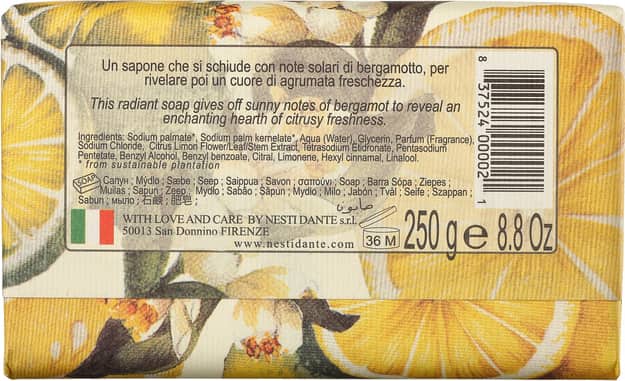 Un sapone che si schiude con note solari di bergamotto, per
rivelare poi un cuore di agrumata freschezza.
This radiant soap gives off sunny notes of bergamot to reveal an
enchanting hearth of citrusy freshness.
Ingredients: Sodium palmate*, Sodium palm kernelate*, Aqua (Water), Glycerin, Parfum (Fragrance),
Sodium Chloride, Citrus Limon Flower/Leaf/Stem Extract, Tetrasodium Etidronate, Pentasodium
Pentetate, Benzyl Alcohol, Benzyl benzoate, Citral, Limonene, Hexyl cinnamal, Linalool.
* from sustainable plantation
SOAP Сапун ; Mýdlo ; Sæbe ; Seep ; Saippua ; Savon ; σαπούνι ; Soap ; Barra Sópa ; Ziepes ;
Muilas ; Sapun ; Zeep ; Mydło ; Sabão ; Săpun ; Mydlo ; Milo ; Jabón ; Tvål ; Seife ; Szappan ;
Sabun ; мыло ; 石鹸 ; 肥皂 ;
صابون
WITH LOVE AND CARE BY NESTI DANTE s.r.l.
50013 San Donnino FIRENZE
www.nestidante.com
36 M
250 g e 8.8 Oz
8 37524 00002 1